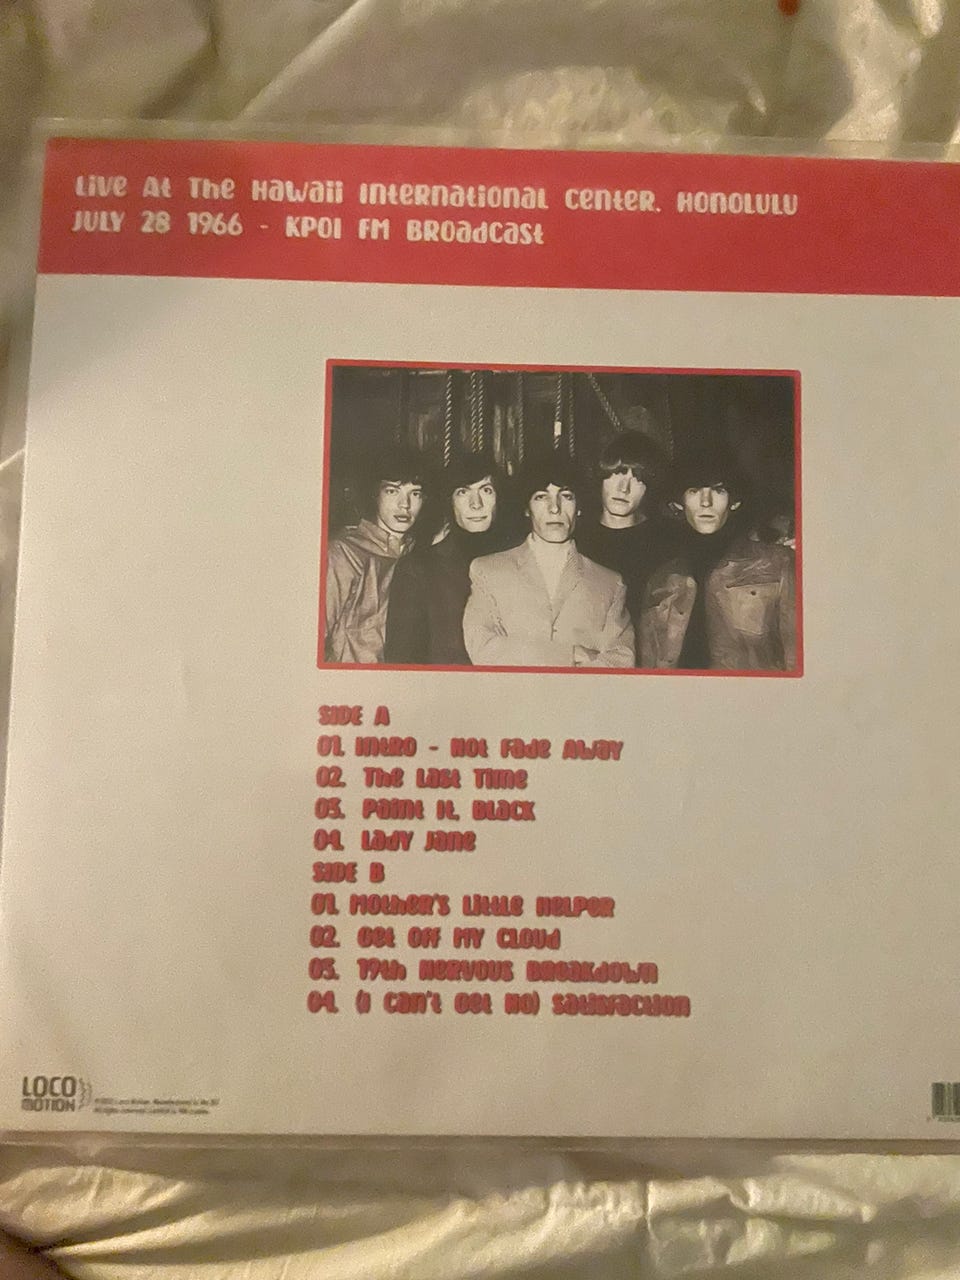 Live At The Hawaii International Center, Honolulu
July 28 1966 - KPOI FM Broadcast
Side A
01. Intro - Not Fade Away
02. The Last Time
03. Paint It, Black
04. Lady Jane
Side B
01. Mother's Little Helper
02. Get Off My Cloud
03. 19th Nervous Breakdown
04. (I Can't Get No) Satisfaction
LOCO
MOTION